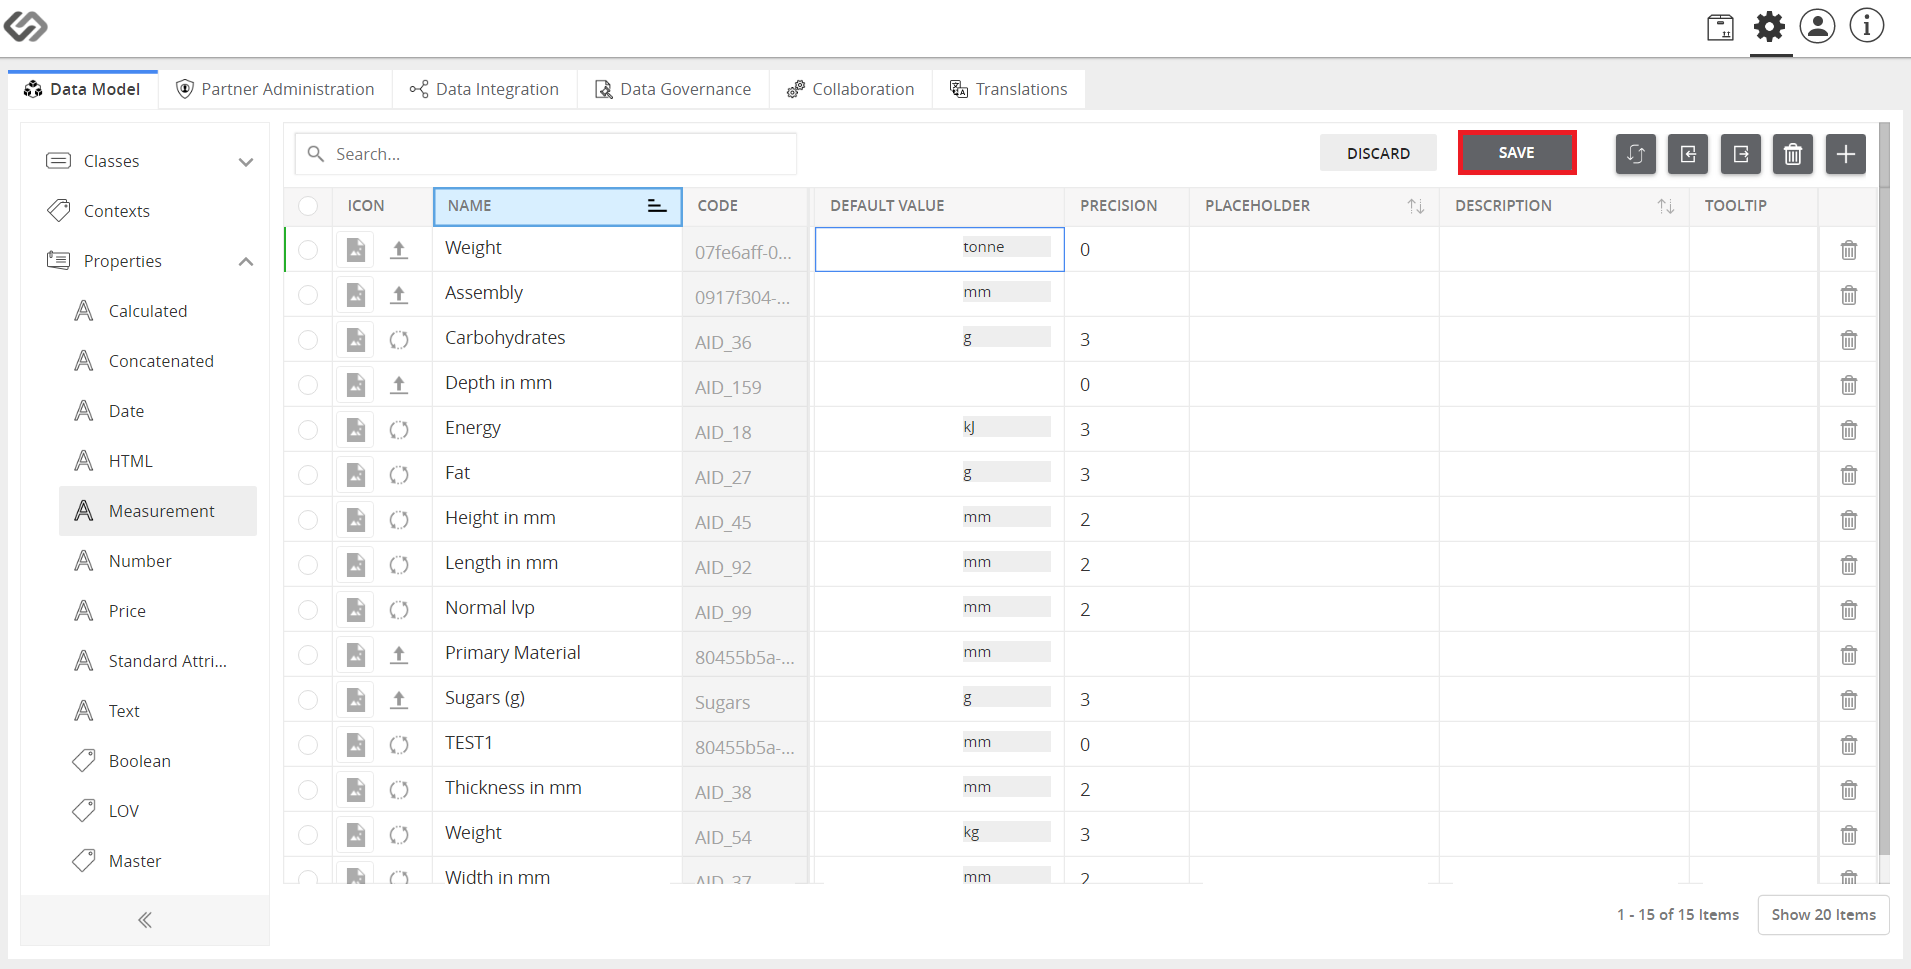 Data Model Partner Administration Data Integration Data Governance Collaboration Translations
Classes
Contexts
Properties
Calculated
Concatenated
Date
HTML
Measurement
Number
Price
Standard Attri...
Text
Boolean
LOV
Master
Search... DISCARD SAVE
ICON NAME CODE DEFAULT VALUE PRECISION PLACEHOLDER DESCRIPTION TOOLTIP
Weight 07fe6aff-0... tonne 0
Assembly 0917f304-... mm
Carbohydrates AID_36 g 3
Depth in mm AID_159 0
Energy AID_18 kJ 3
Fat AID_27 g 3
Height in mm AID_45 mm 2
Length in mm AID_92 mm 2
Normal lvp AID_99 mm 2
Primary Material 80455b5a-... mm
Sugars (g) Sugars g 3
TEST1 80455b5a-... mm 0
Thickness in mm AID_38 mm 2
Weight AID_54 kg 3
Width in mm AID_37 mm 2
1 - 15 of 15 Items Show 20 Items